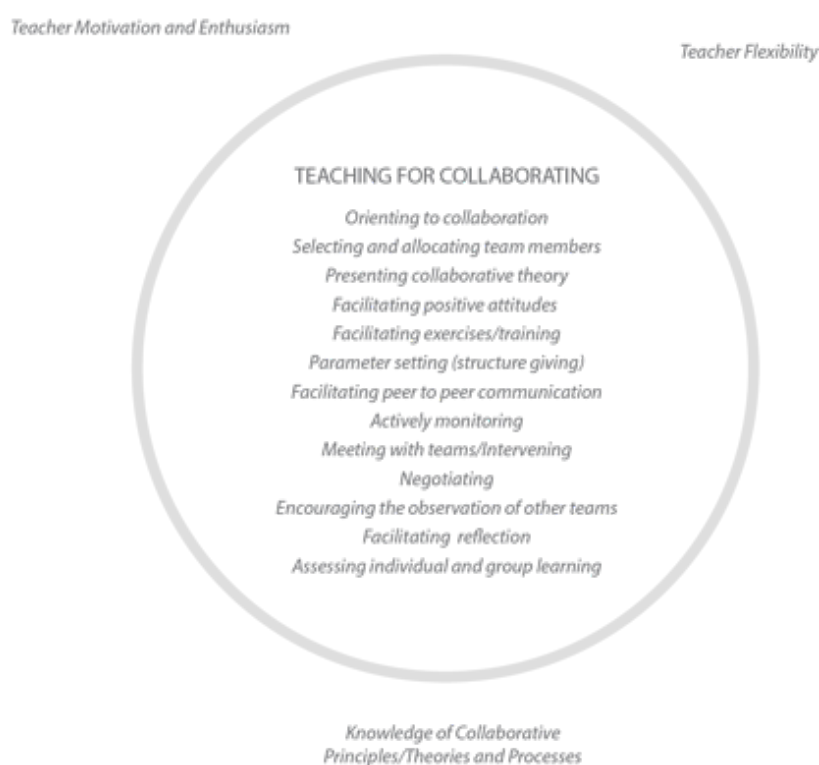 Teacher Motivation and Enthusiasm
Teacher Flexibility
TEACHING FOR COLLABORATING
Orienting to collaboration
Selecting and allocating team members
Presenting collaborative theory
Facilitating positive attitudes
Facilitating exercises/training
Parameter setting (structure giving)
Facilitating peer to peer communication
Actively monitoring
Meeting with teams/Intervening
Negotiating
Encouraging the observation of other teams
Facilitating reflection
Assessing individual and group learning
Knowledge of Collaborative
Principles/Theories and Processes